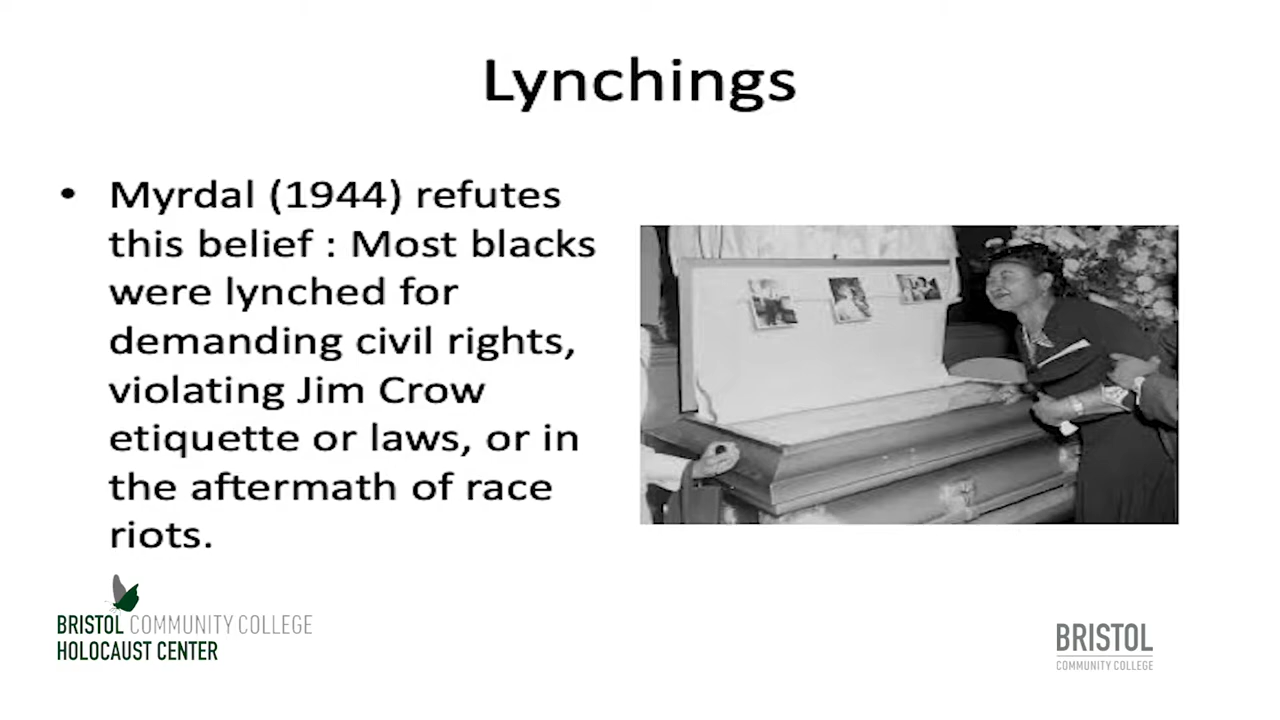 Lynchings
• Myrdal (1944) refutes
this belief : Most blacks
were lynched for
demanding civil rights,
violating Jim Crow
etiquette or laws, or in
the aftermath of race
riots.
BRISTOL COMMUNITY COLLEGE
HOLOCAUST CENTER
BRISTOL
COMMUNITY COLLEGE